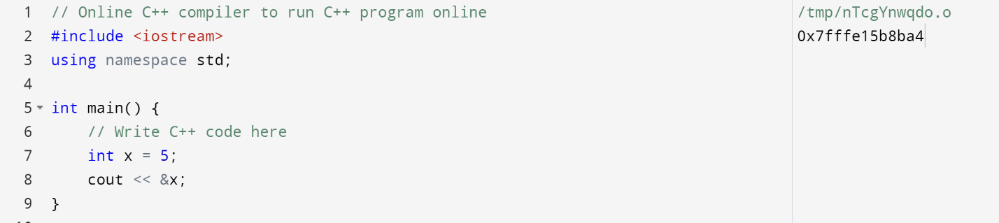 1 // Online C++ compiler to run C++ program online
2 #include <iostream>
3 using namespace std;
4
5 int main() {
6     // Write C++ code here
7     int x = 5;
8     cout << &x;
9 }
/tmp/nTcgYnwqdo.o
0x7fffe15b8ba4